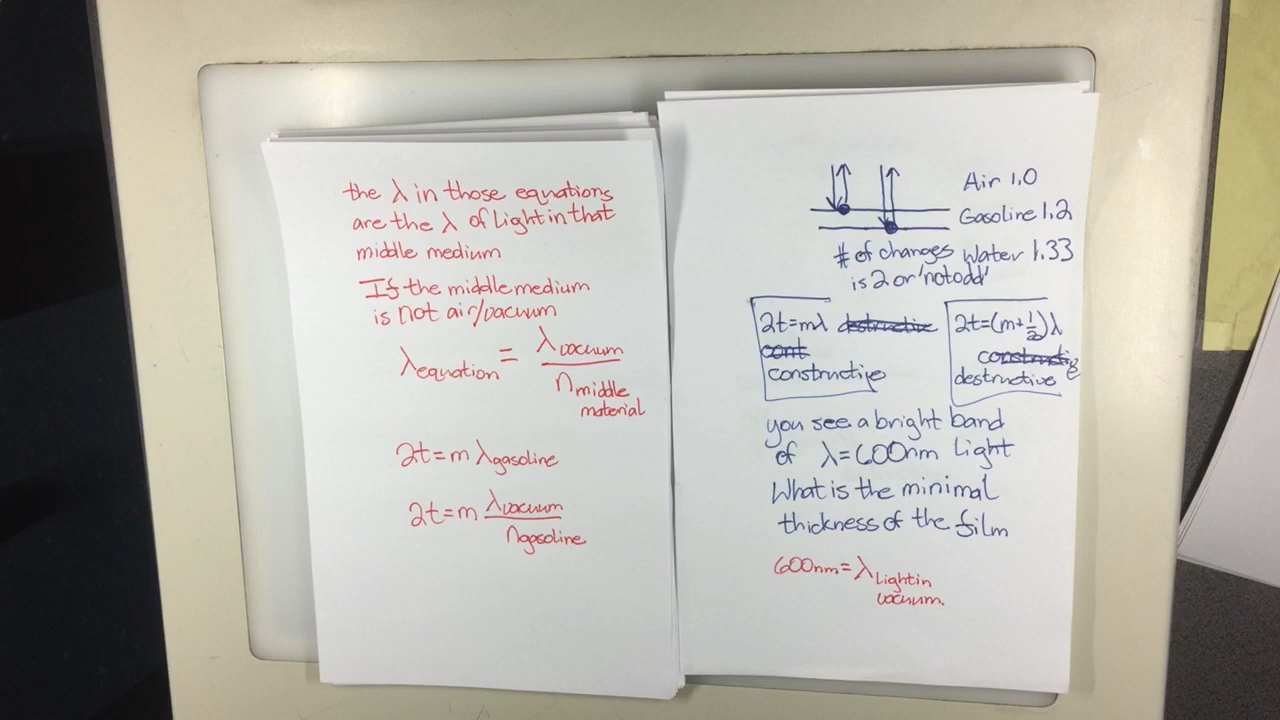 the λ in those equations
are the λ of Light in that
middle medium
If the middle medium
is not air/vacuum
λequation = λvacuum / nmiddle material
2t = m λgasoline
2t = m λvacuum / ngasoline
Air 1.0
Gasoline 1.2
# of changes Water 1.33
is 2 or 'not odd'
2t = mλ destructive
cont
constructive
2t = (m + 1/2) λ
constructive
destructive
you see a bright band
of λ = 600nm Light
What is the minimal
thickness of the film
600nm = λLight in
vacuum.